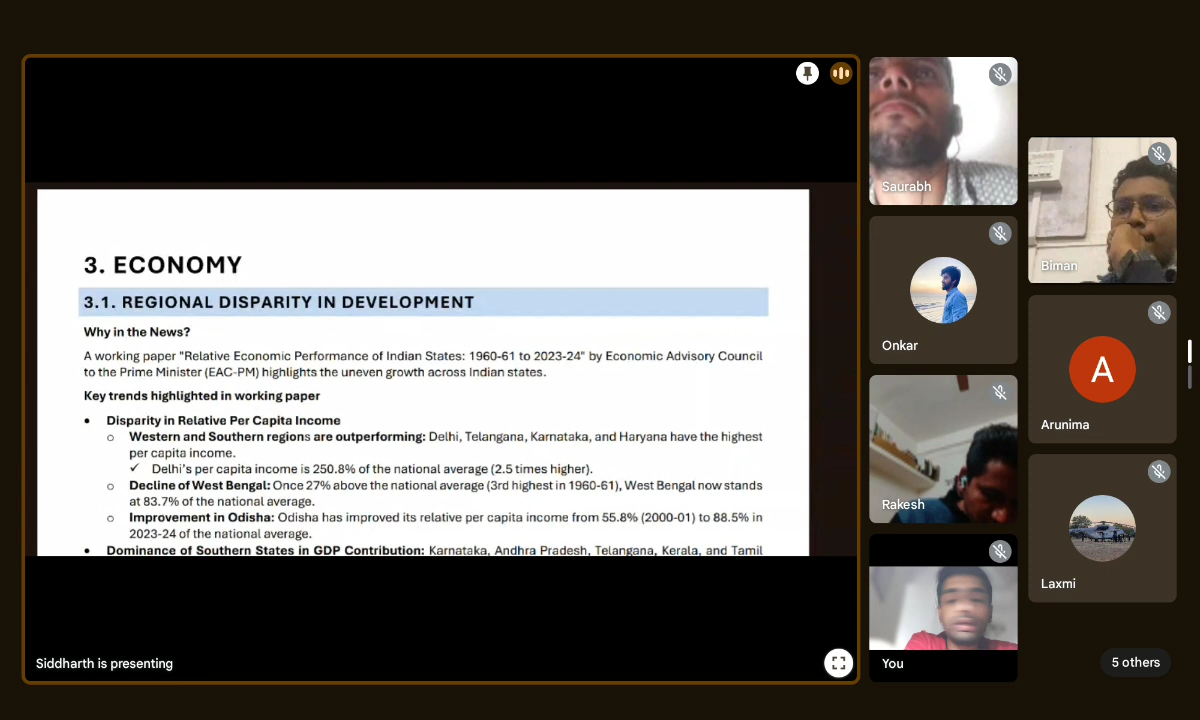 3. ECONOMY
3.1. REGIONAL DISPARITY IN DEVELOPMENT
Why in the News?
A working paper "Relative Economic Performance of Indian States: 1960-61 to 2023-24" by Economic Advisory Council
to the Prime Minister (EAC-PM) highlights the uneven growth across Indian states.
Key trends highlighted in working paper
• Disparity in Relative Per Capita Income
o Western and Southern regions are outperforming: Delhi, Telangana, Karnataka, and Haryana have the highest
per capita income.
✓ Delhi's per capita income is 250.8% of the national average (2.5 times higher).
o Decline of West Bengal: Once 27% above the national average (3rd highest in 1960-61), West Bengal now stands
at 83.7% of the national average.
o Improvement in Odisha: Odisha has improved its relative per capita income from 55.8% (2000-01) to 88.5% in
2023-24 of the national average.
• Dominance of Southern States in GDP Contribution: Karnataka, Andhra Pradesh, Telangana, Kerala, and Tamil
Siddharth is presenting
Saurabh
Onkar
Rakesh
You
Biman
A
Arunima
Laxmi
5 others